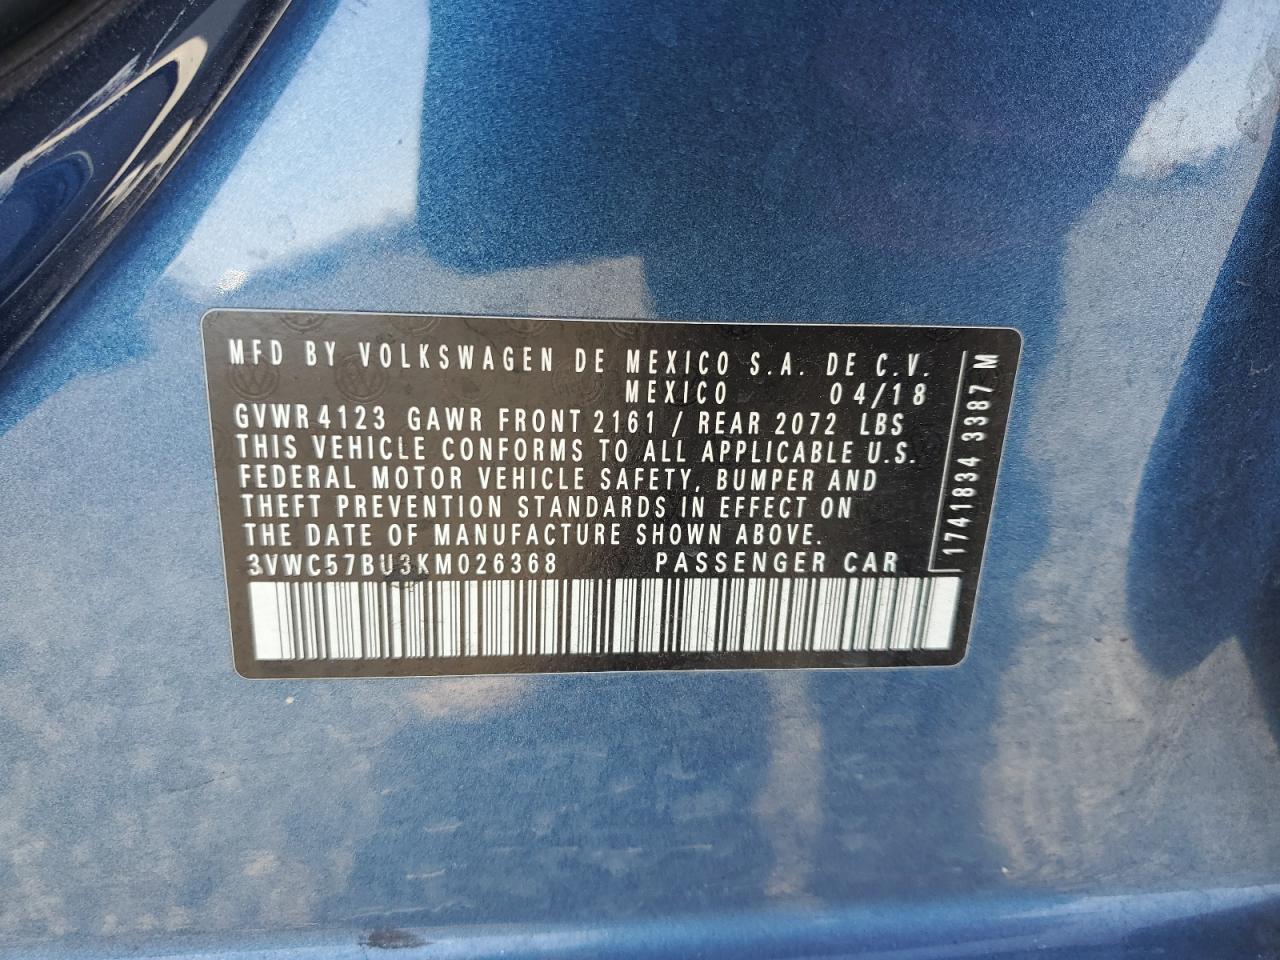 MFD BY VOLKSWAGEN DE MEXICO S.A. DE C.V.
MEXICO 04/18
GVWR 4123 GAWR FRONT 2161 / REAR 2072 LBS
THIS VEHICLE CONFORMS TO ALL APPLICABLE U.S.
FEDERAL MOTOR VEHICLE SAFETY, BUMPER AND
THEFT PREVENTION STANDARDS IN EFFECT ON
THE DATE OF MANUFACTURE SHOWN ABOVE.
3VWC57BU3KM026368 PASSENGER CAR
1741834 3387 M